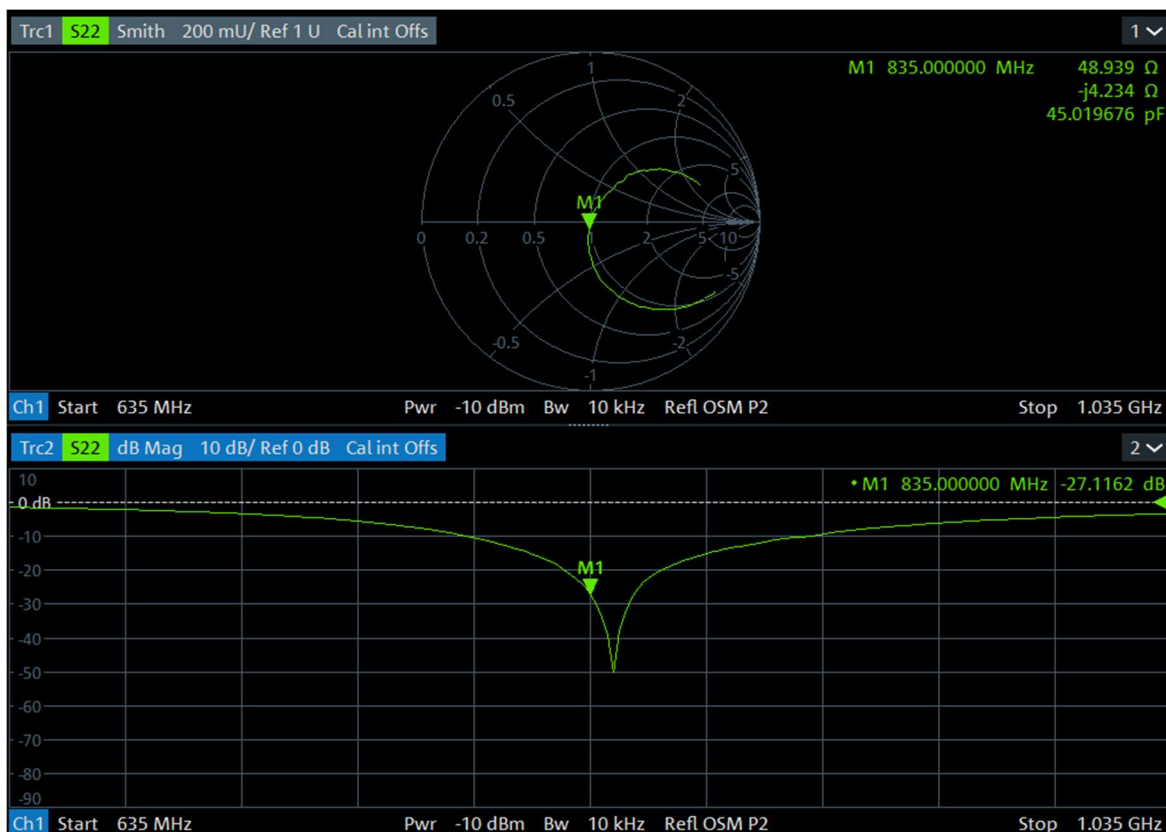 Trc1 S22 Smith 200 mU/ Ref 1 U Cal int Offs 1
M1 835.000000 MHz 48.939 Ω
-j4.234 Ω
45.019676 pF
1
0.5 2
5
M1
0 0.2 0.5 1 2 5 10
-5
-0.5 -2
-1
Ch1 Start 635 MHz Pwr -10 dBm Bw 10 kHz Refl OSM P2 Stop 1.035 GHz
Trc2 S22 dB Mag 10 dB/ Ref 0 dB Cal int Offs 2
10
•M1 835.000000 MHz -27.1162 dB
0 dB
-10
-20
M1
-30
-40
-50
-60
-70
-80
-90
Ch1 Start 635 MHz Pwr -10 dBm Bw 10 kHz Refl OSM P2 Stop 1.035 GHz